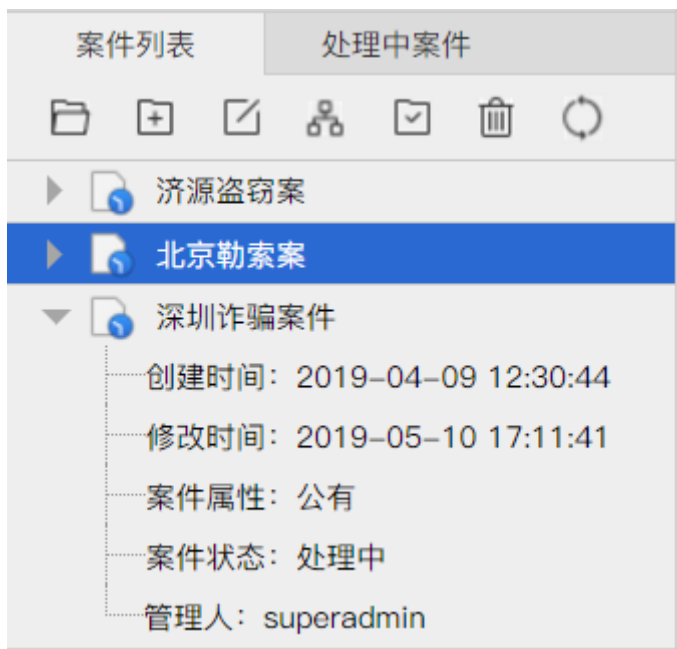 案件列表 处理中案件
济源盗窃案
北京勒索案
深圳诈骗案件
创建时间：2019-04-09 12:30:44
修改时间：2019-05-10 17:11:41
案件属性：公有
案件状态：处理中
管理人：superadmin